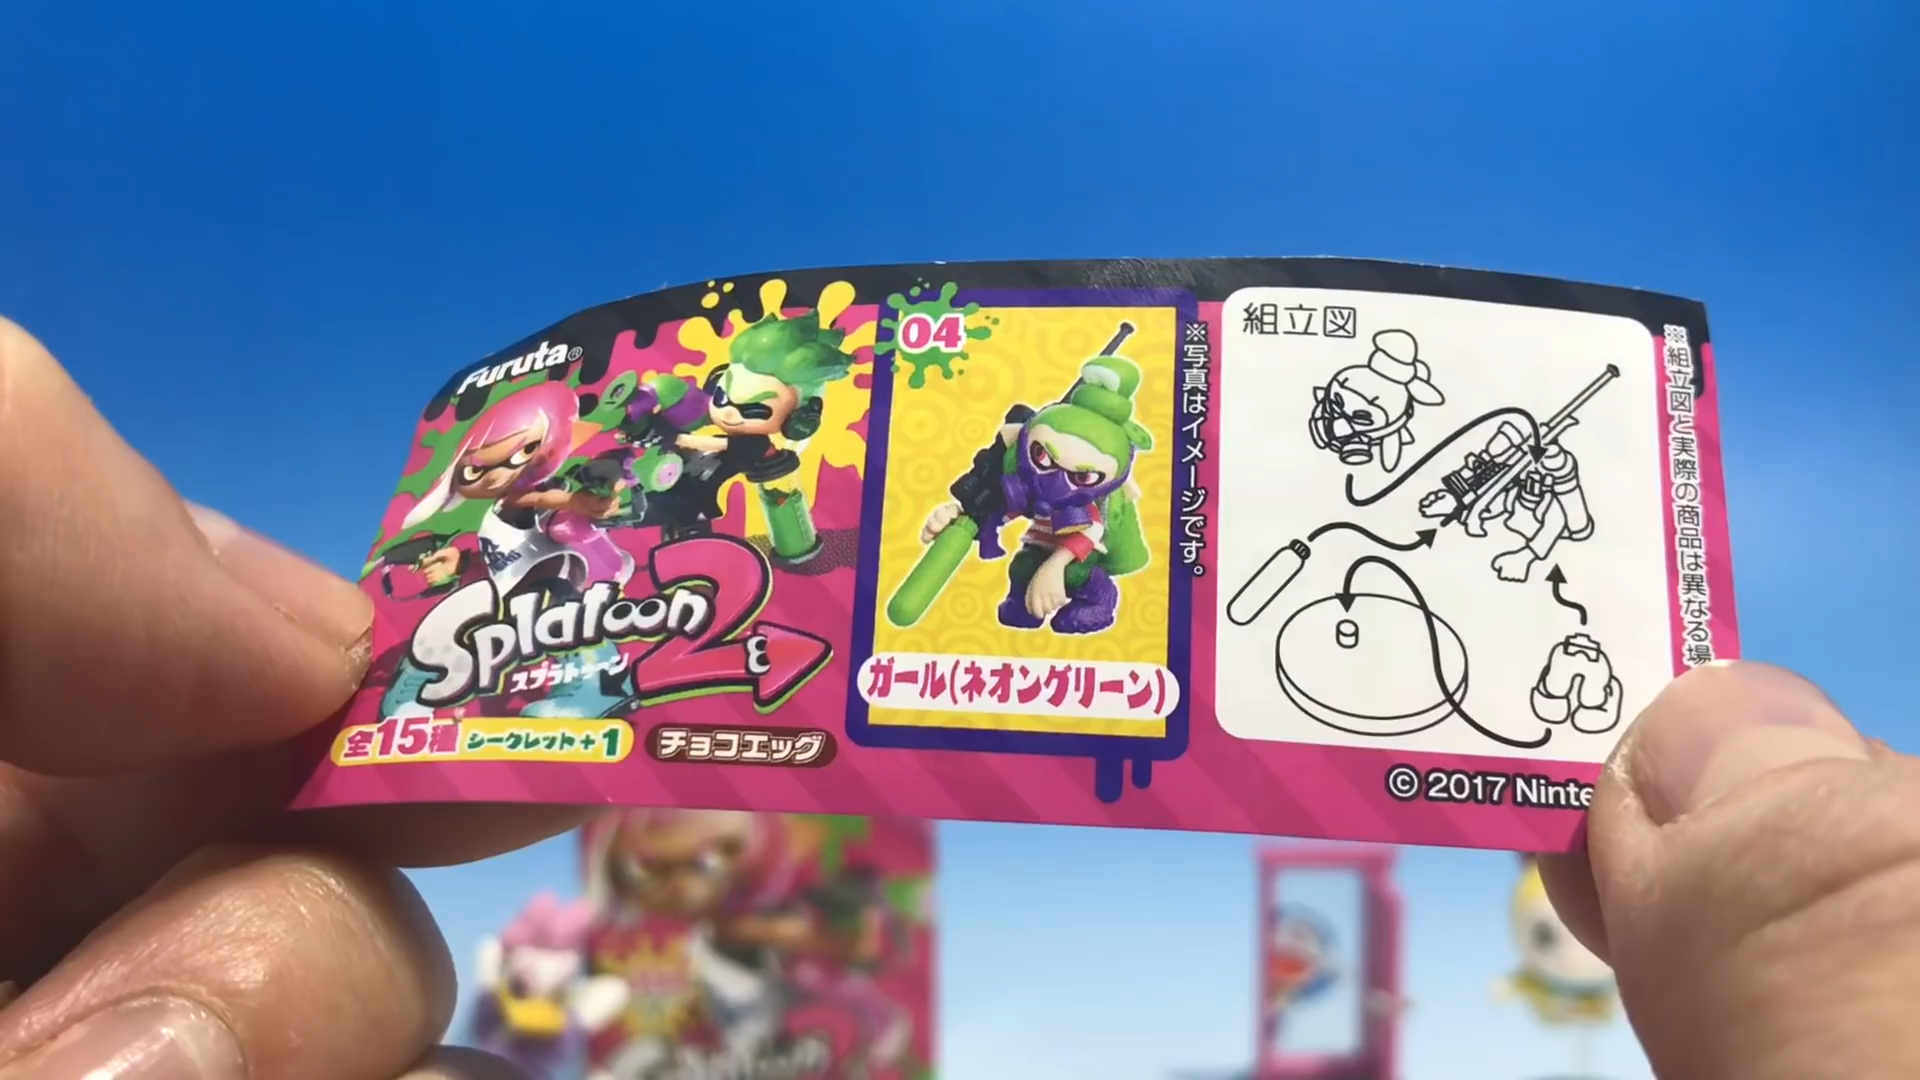 Furuta®
Splatoon 2
スプラトゥーン
全15種 シークレット+1
チョコエッグ
04
ガール(ネオングリーン)
※写真はイメージです。
組立図
※組立図と実際の商品は異なる場
© 2017 Ninte